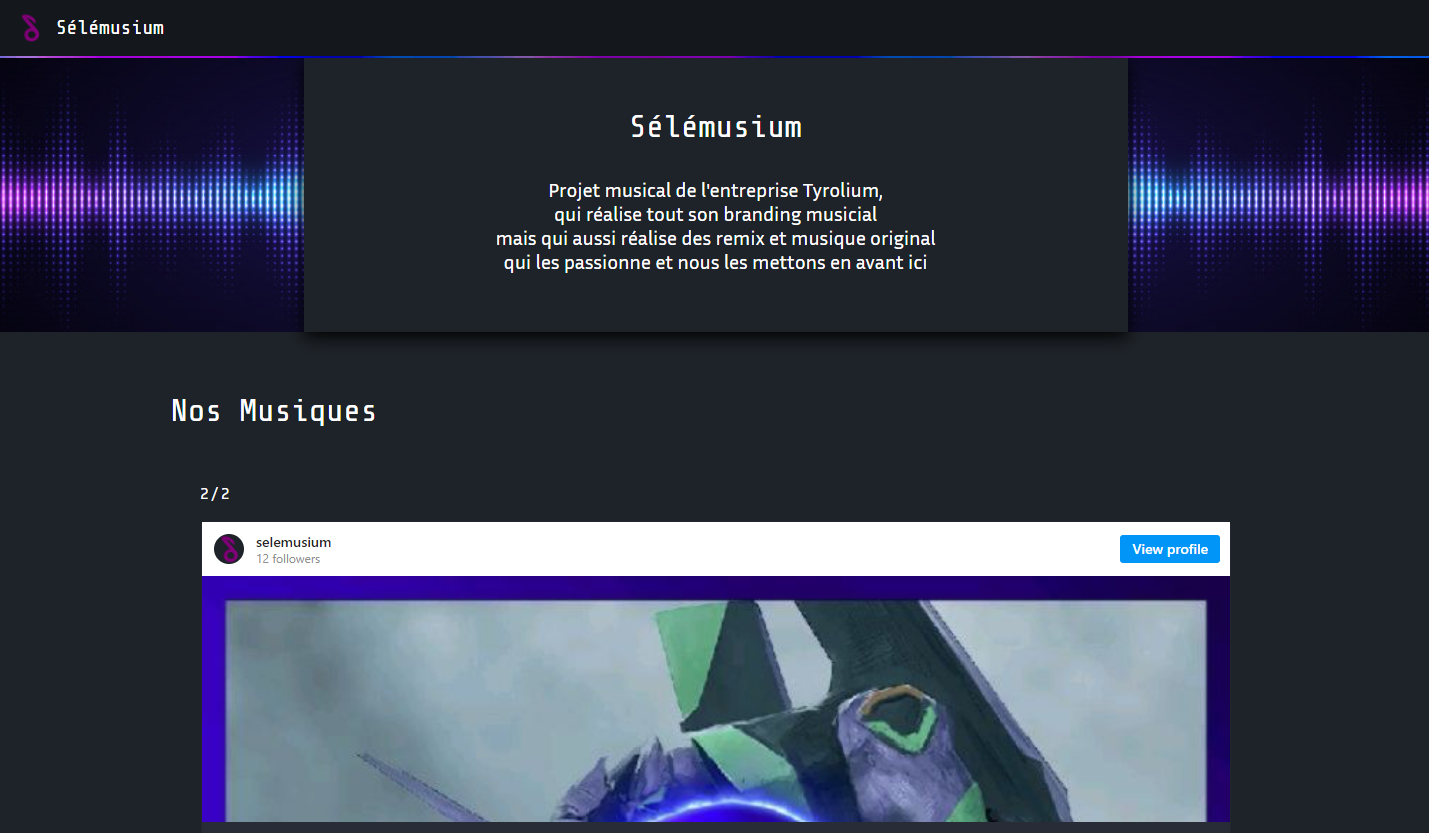 Sélémusium
Sélémusium
Projet musical de l'entreprise Tyrolium,
qui réalise tout son branding musicial
mais qui aussi réalise des remix et musique original
qui les passionne et nous les mettons en avant ici
Nos Musiques
2/2
selemusium
12 followers
View profile